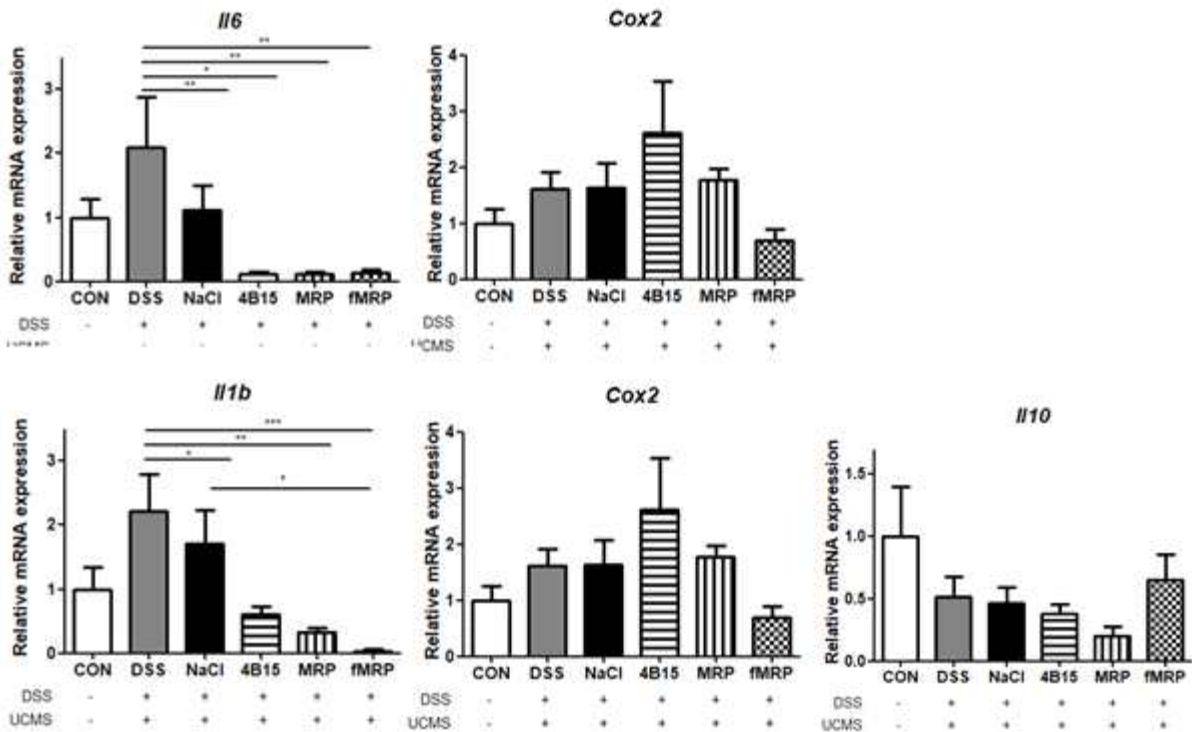 Il6
**
**
*
**
Relative mRNA expression
3
2
1
0
CON DSS NaCl 4B15 MRP fMRP
DSS - + + + + +
- - - - - -
Cox2
Relative mRNA expression
4
3
2
1
0
CON DSS NaCl 4B15 MRP fMRP
DSS - + + + + +
UCMS - + + + + +
Il1b
***
**
*
*
Relative mRNA expression
3
2
1
0
CON DSS NaCl 4B15 MRP fMRP
DSS - + + + + +
UCMS - + + + + +
Cox2
Relative mRNA expression
4
3
2
1
0
CON DSS NaCl 4B15 MRP fMRP
DSS - + + + + +
UCMS - + + + + +
Il10
Relative mRNA expression
1.5
1.0
0.5
0.0
CON DSS NaCl 4B15 MRP fMRP
DSS - + + + + +
UCMS - + + + + +